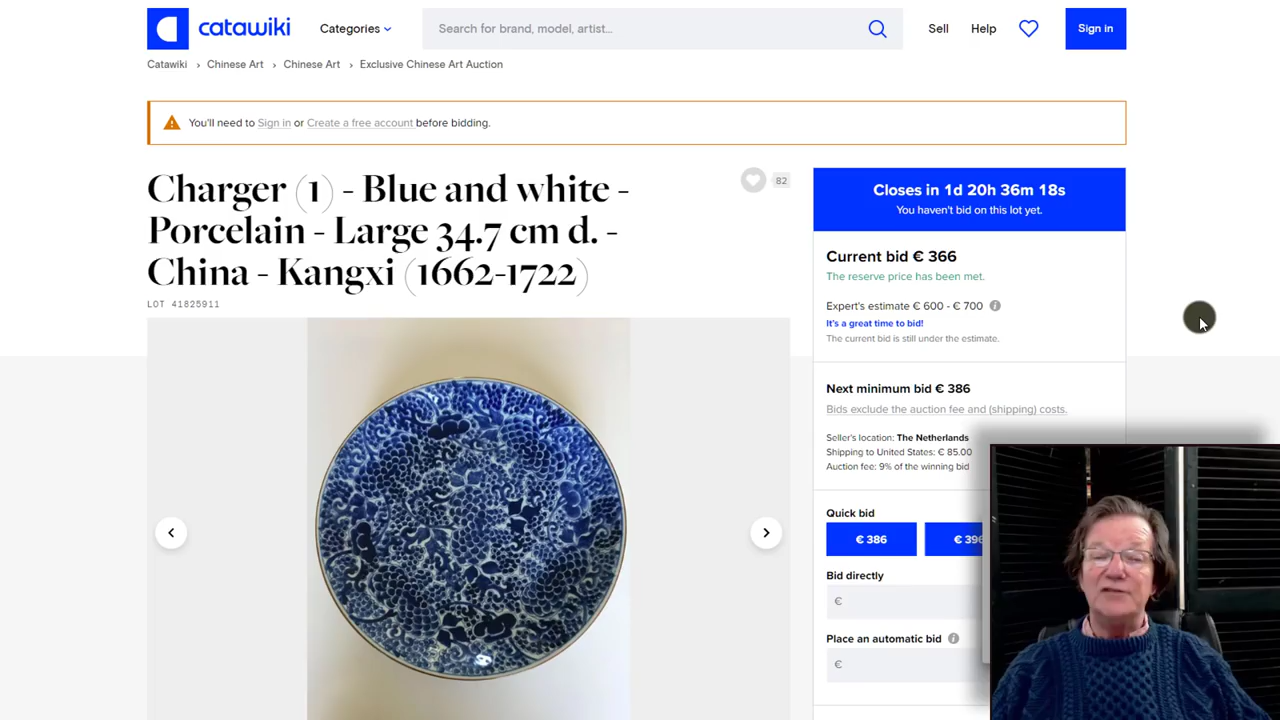 catawiki
Categories
Search for brand, model, artist...
Sell
Help
Sign in
Catawiki › Chinese Art › Chinese Art › Exclusive Chinese Art Auction
You'll need to Sign in or Create a free account before bidding.
Charger (1) - Blue and white -
Porcelain - Large 34.7 cm d. -
China - Kangxi (1662-1722)
82
LOT 41825911
Closes in 1d 20h 36m 18s
You haven't bid on this lot yet.
Current bid € 366
The reserve price has been met.
Expert's estimate € 600 - € 700
It's a great time to bid!
The current bid is still under the estimate.
Next minimum bid € 386
Bids exclude the auction fee and (shipping) costs.
Seller's location: The Netherlands
Shipping to United States: € 85.00
Auction fee: 9% of the winning bid
Quick bid
€ 386
€ 396
Bid directly
€
Place an automatic bid
€